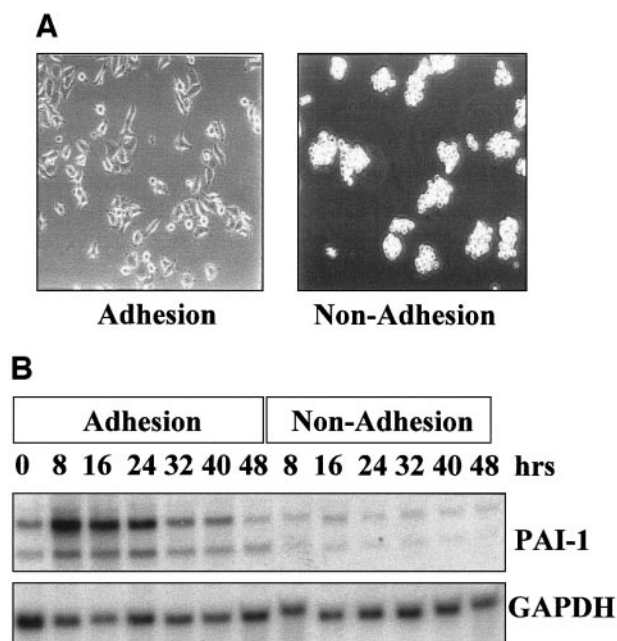 A
Adhesion Non-Adhesion
B
Adhesion Non-Adhesion
0 8 16 24 32 40 48 8 16 24 32 40 48 hrs
PAI-1
GAPDH